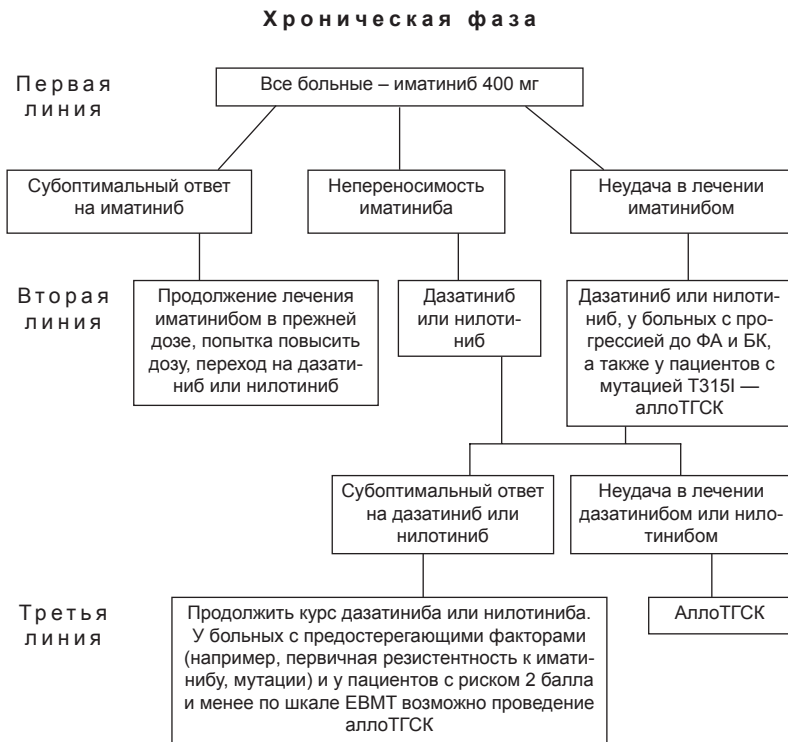 Хроническая фаза
Первая
линия
Все больные – иматиниб 400 мг
Субоптимальный ответ
на иматиниб
Непереносимость
иматиниба
Неудача в лечении
иматинибом
Вторая
линия
Продолжение лечения
иматинибом в прежней
дозе, попытка повысить
дозу, переход на дазати-
ниб или нилотиниб
Дазатиниб
или нилоти-
ниб
Дазатиниб или нилоти-
ниб, у больных с про-
грессией до ФА и БК,
а также у пациентов с
мутацией T315I —
аллоТГСК
Субоптимальный ответ
на дазатиниб или
нилотиниб
Неудача в лечении
дазатинибом или нило-
тинибом
Третья
линия
Продолжить курс дазатиниба или нилотиниба.
У больных с предостерегающими факторами
(например, первичная резистентность к имати-
нибу, мутации) и у пациентов с риском 2 балла
и менее по шкале ЕВМТ возможно проведение
аллоТГСК
АллоТГСК